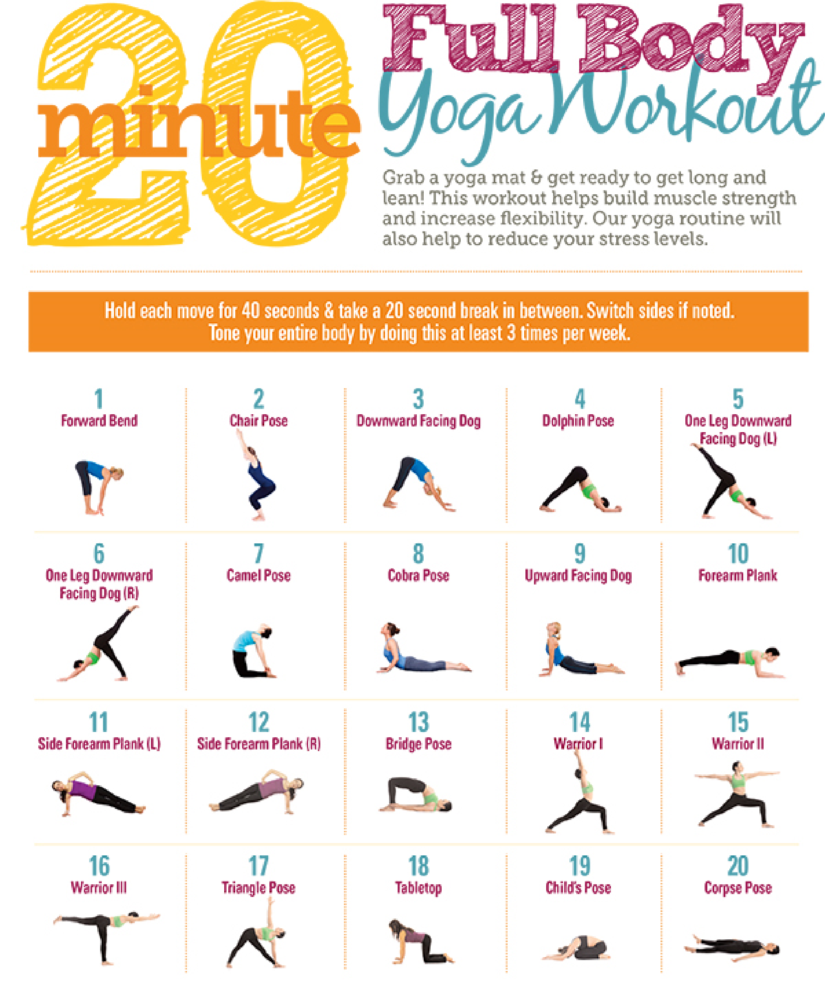 20
minute
Full Body
Yoga Workout
Grab a yoga mat & get ready to get long and
lean! This workout helps build muscle strength
and increase flexibility. Our yoga routine will
also help to reduce your stress levels.
Hold each move for 40 seconds & take a 20 second break in between. Switch sides if noted.
Tone your entire body by doing this at least 3 times per week.
1
Forward Bend
2
Chair Pose
3
Downward Facing Dog
4
Dolphin Pose
5
One Leg Downward
Facing Dog (L)
6
One Leg Downward
Facing Dog (R)
7
Camel Pose
8
Cobra Pose
9
Upward Facing Dog
10
Forearm Plank
11
Side Forearm Plank (L)
12
Side Forearm Plank (R)
13
Bridge Pose
14
Warrior I
15
Warrior II
16
Warrior III
17
Triangle Pose
18
Tabletop
19
Child's Pose
20
Corpse Pose